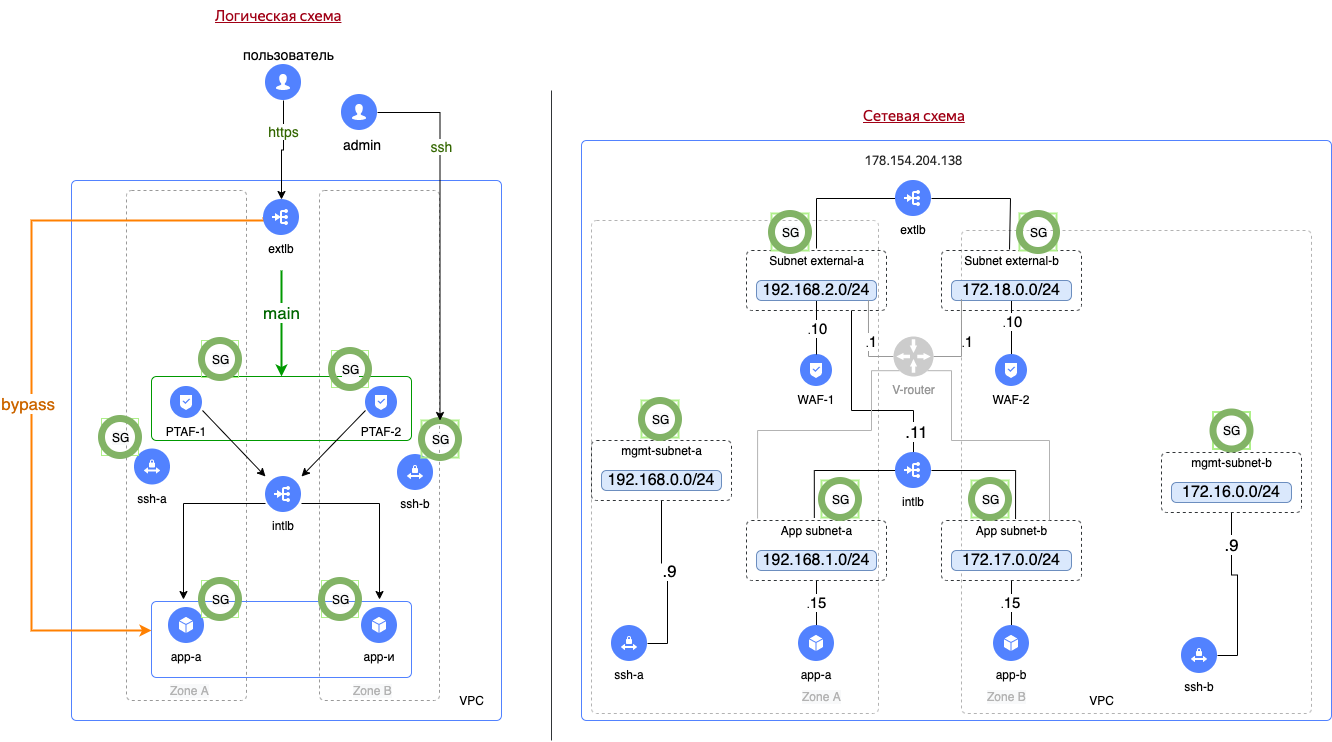 Логическая схема
пользователь
https
admin
ssh
extlb
main
bypass
SG
SG
PTAF-1
PTAF-2
SG
SG
ssh-a
ssh-b
intlb
SG
SG
app-a
app-и
Zone A
Zone B
VPC
Сетевая схема
178.154.204.138
extlb
SG
SG
Subnet external-a
192.168.2.0/24
Subnet external-b
172.18.0.0/24
.10
.10
.1
.1
V-router
WAF-1
WAF-2
SG
SG
mgmt-subnet-a
192.168.0.0/24
mgmt-subnet-b
172.16.0.0/24
.11
intlb
SG
SG
App subnet-a
192.168.1.0/24
App subnet-b
172.17.0.0/24
.9
.9
.15
.15
ssh-a
app-a
app-b
ssh-b
Zone A
Zone B
VPC